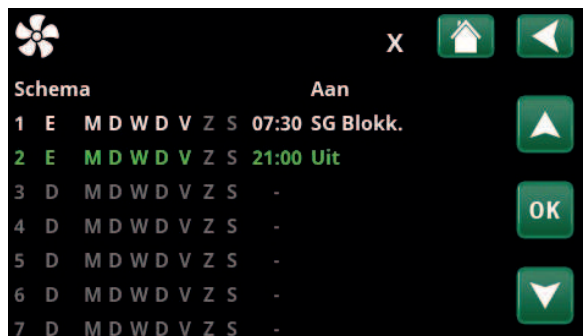 X
Schema Aan
1 E M D W D V Z S 07:30 SG Blokk.
2 E M D W D V Z S 21:00 Uit
3 D M D W D V Z S -
4 D M D W D V Z S -
OK
5 D M D W D V Z S -
6 D M D W D V Z S -
7 D M D W D V Z S